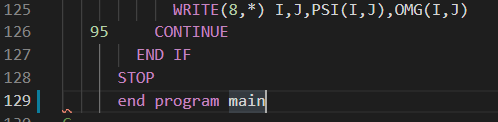 125 WRITE(8,*) I,J,PSI(I,J),OMG(I,J)
126 95 CONTINUE
127 END IF
128 STOP
129 end program main